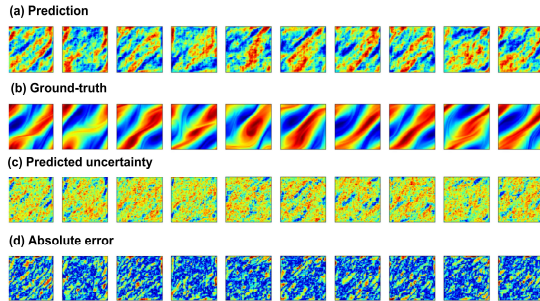 (a) Prediction
(b) Ground-truth
(c) Predicted uncertainty
(d) Absolute error